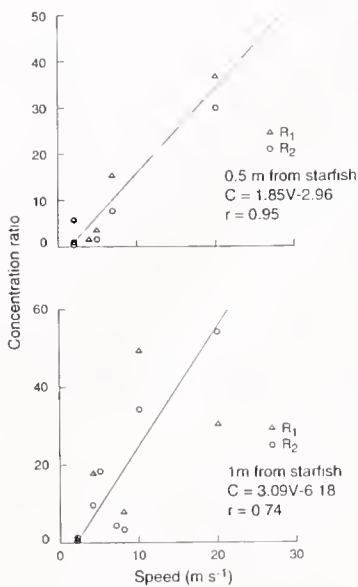 50
40
30
20
10
0
△ R₁
○ R₂
0.5 m from starfish
C = 1.85V-2.96
r = 0.95
Concentration ratio
60
40
20
0
△ R₁
○ R₂
1m from starfish
C = 3.09V-6 18
r = 0 74
0 10 20 30
Speed (m s⁻¹)